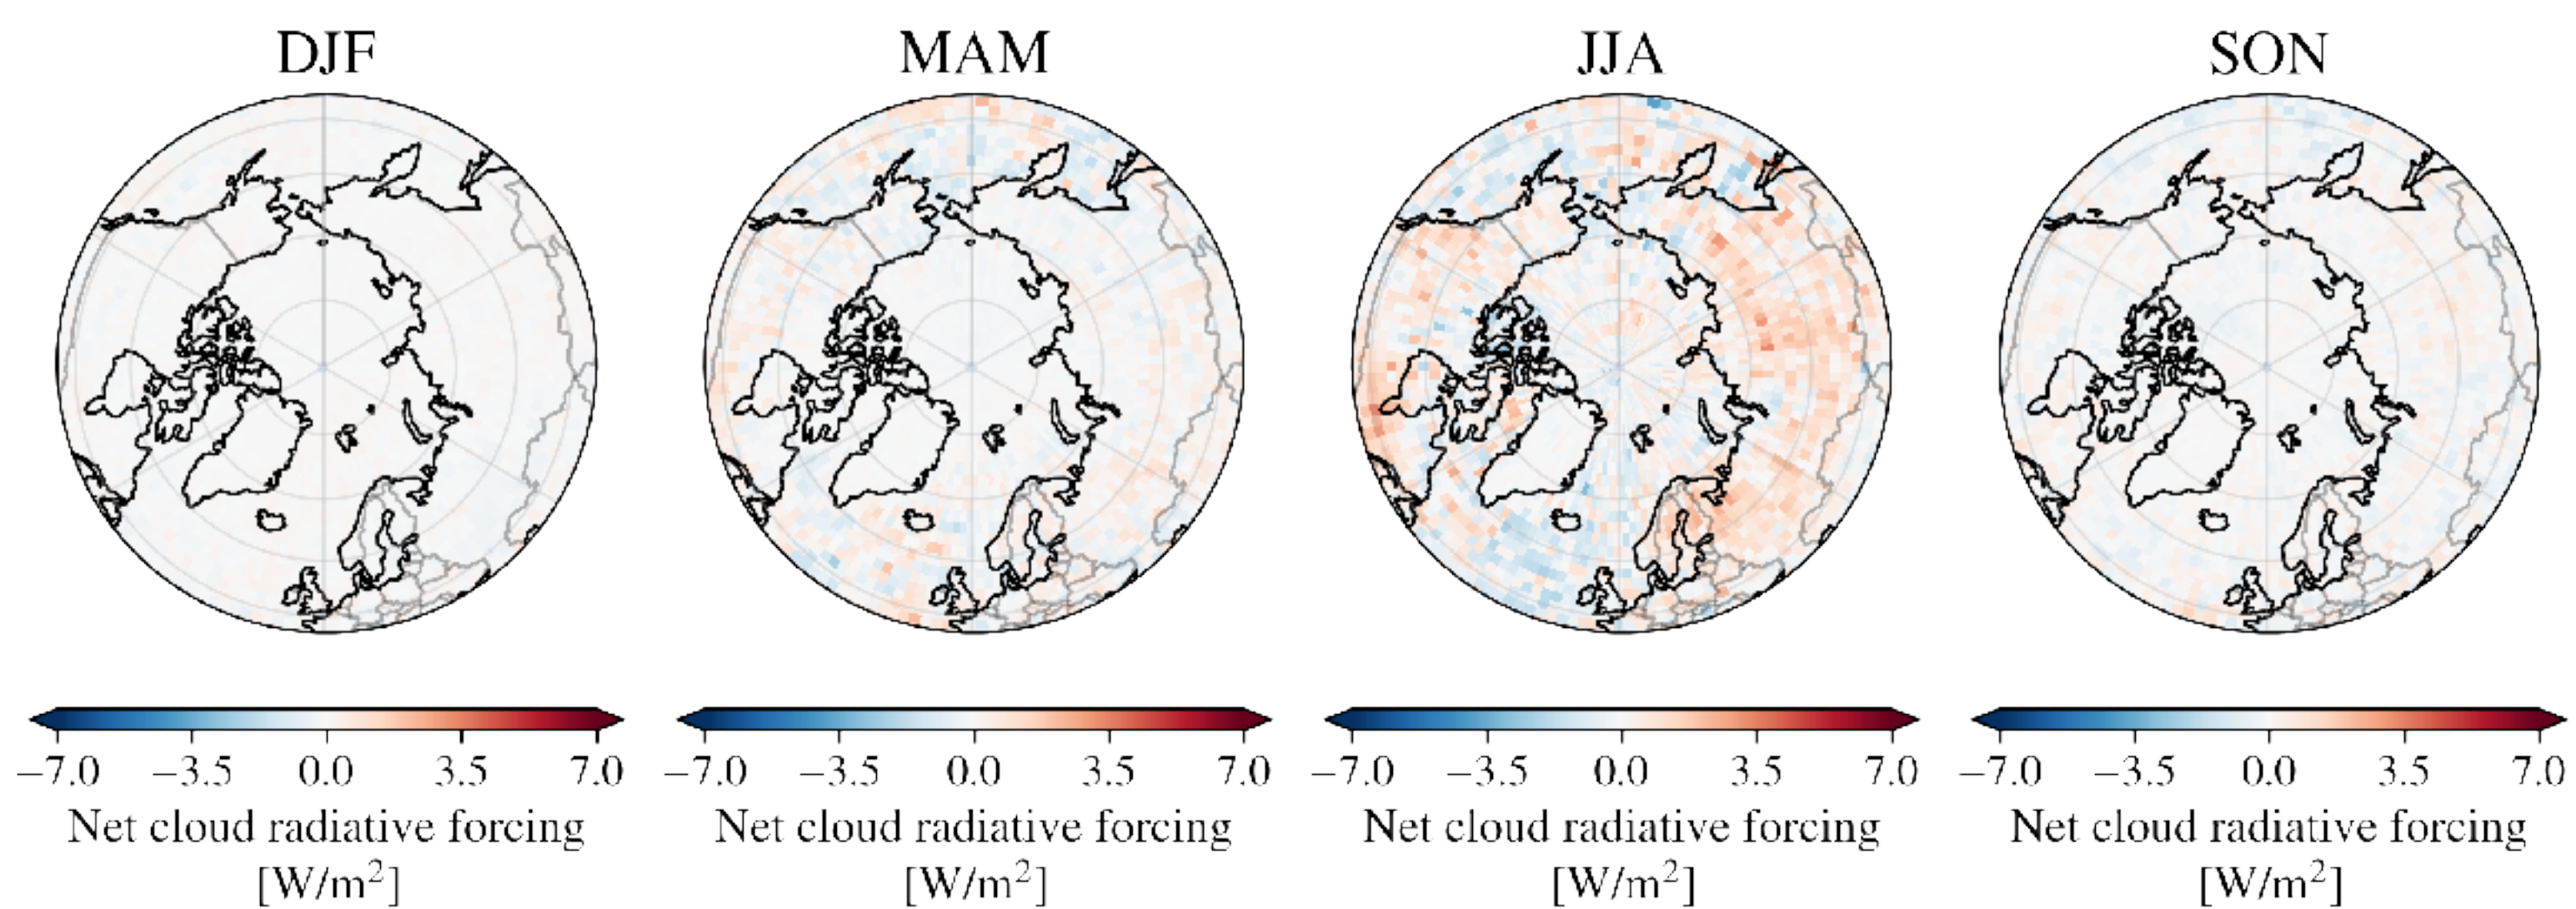 DJF MAM JJA SON
−7.0 −3.5 0.0 3.5 7.0 −7.0 −3.5 0.0 3.5 7.0 −7.0 −3.5 0.0 3.5 7.0 −7.0 −3.5 0.0 3.5 7.0
Net cloud radiative forcing Net cloud radiative forcing Net cloud radiative forcing Net cloud radiative forcing
[W/m²] [W/m²] [W/m²] [W/m²]